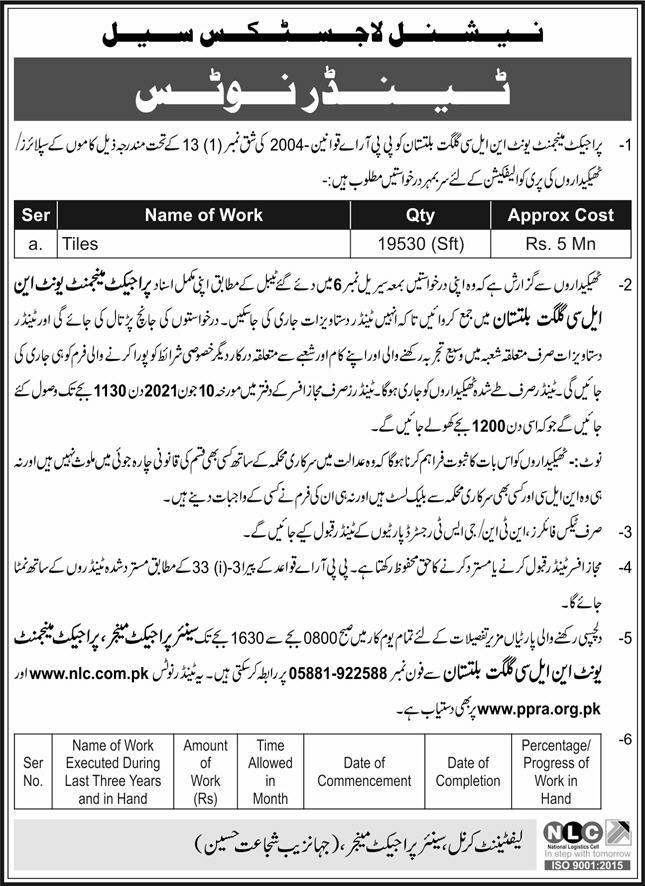 نیشنل لاجسٹکس سیل
ٹینڈر نوٹس
1- پراجیکٹ مینجمنٹ یونٹ این ایل سی گلگت بلتستان کو پی پی آر اے قوانین -2004 کی شق نمبر (1) 13 کے تحت مندرجہ ذیل کاموں کے سپلائرز/
ٹھیکیداروں کی پری کوالیفکیشن کے لئے سربمہر درخواستیں مطلوب ہیں:-
Ser Name of Work Qty Approx Cost
a. Tiles 19530 (Sft) Rs. 5 Mn
2- ٹھیکیداروں سے گزارش ہے کہ وہ اپنی درخواستیں بمعہ سیریل نمبر 6 میں دئے گئے ٹیبل کے مطابق اپنی مکمل اسناد پراجیکٹ مینجمنٹ یونٹ این
ایل سی گلگت بلتستان میں جمع کروائیں تاکہ انہیں ٹینڈر دستاویزات جاری کی جاسکیں۔ درخواستوں کی جانچ پڑتال کی جائے گی اور ٹینڈر
دستاویزات صرف متعلقہ شعبہ میں وسیع تجربہ رکھنے والی اور اپنے کام اور شعبے سے متعلقہ درکار دیگر خصوصی شرائط کو پورا کرنے والی فرم کو ہی جاری کی
جائیں گی۔ ٹینڈر صرف طے شدہ ٹھیکیداروں کو جاری ہوگا۔ ٹینڈرز صرف مجاز افسر کے دفتر میں مورخہ 10 جون 2021 دن 1130 بجے تک وصول کئے
جائیں گے جو کہ اسی دن 1200 بجے کھولے جائیں گے۔
نوٹ:- ٹھیکیداروں کو اس بات کا ثبوت فراہم کرنا ہوگا کہ وہ عدالت میں سرکاری محکمہ کے ساتھ کسی بھی قسم کی قانونی چارہ جوئی میں ملوث نہیں ہیں اور نہ
ہی وہ این ایل سی اور کسی بھی سرکاری محکمہ سے بلیک لسٹ ہیں اور نہ ہی ان کی فرم نے کسی کے واجبات دینے ہیں۔
3- صرف ٹیکس فائلرز، این ٹی این/ جی ایس ٹی رجسٹرڈ پارٹیوں کے ٹینڈر قبول کیے جائیں گے۔
4- مجاز افسر ٹینڈر قبول کرنے یا مسترد کرنے کا حق محفوظ رکھتا ہے۔ پی پی آر اے قواعد کے پیرا 3-(i) 33 کے مطابق مسترد شدہ ٹینڈروں کے ساتھ نمٹا
جائے گا۔
5- دلچسپی رکھنے والی پارٹیاں مزید تفصیلات کے لئے تمام یوم کار میں صبح 0800 بجے سے 1630 بجے تک سینئر پراجیکٹ مینجر، پراجیکٹ مینجمنٹ
یونٹ این ایل سی گلگت بلتستان سے فون نمبر 05881-922588 پر رابطہ کر سکتی ہیں۔ یہ ٹینڈر نوٹس www.nlc.com.pk اور
www.ppra.org.pk پر بھی دستیاب ہے۔
6-
Ser No. Name of Work Executed During Last Three Years and in Hand Amount of Work (Rs) Time Allowed in Month Date of Commencement Date of Completion Percentage/ Progress of Work in Hand
لیفٹیننٹ کرنل، سینئر پراجیکٹ مینجر، (جہانزیب شجاعت حسین)
NLC
National Logistics Cell
In step with tomorrow
ISO 9001:2015